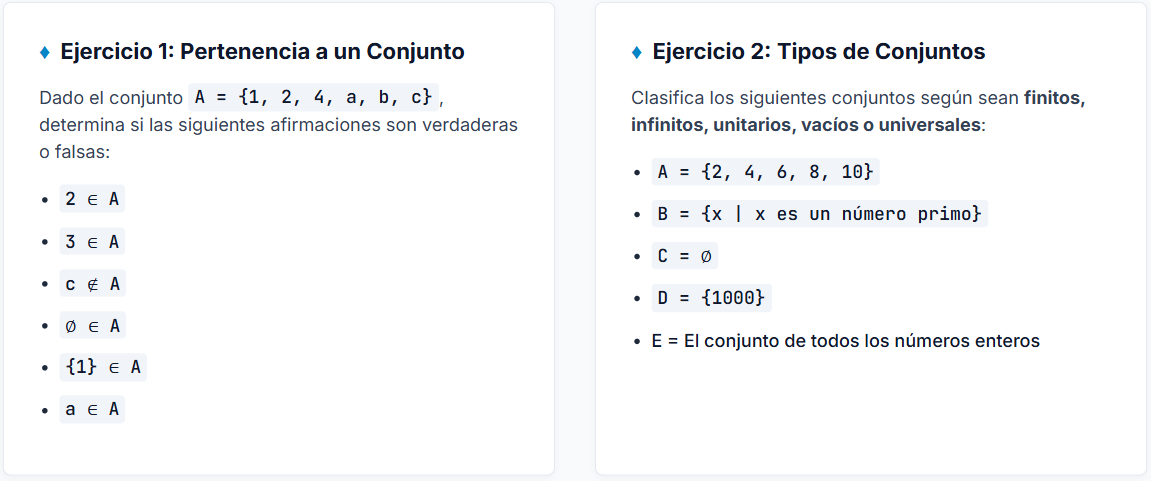 ♦ Ejercicio 1: Pertenencia a un Conjunto
Dado el conjunto A = {1, 2, 4, a, b, c},
determina si las siguientes afirmaciones son verdaderas
o falsas:
• 2 ∈ A
• 3 ∈ A
• c ∉ A
• ∅ ∈ A
• {1} ∈ A
• a ∈ A
♦ Ejercicio 2: Tipos de Conjuntos
Clasifica los siguientes conjuntos según sean finitos,
infinitos, unitarios, vacíos o universales:
• A = {2, 4, 6, 8, 10}
• B = {x | x es un número primo}
• C = ∅
• D = {1000}
• E = El conjunto de todos los números enteros